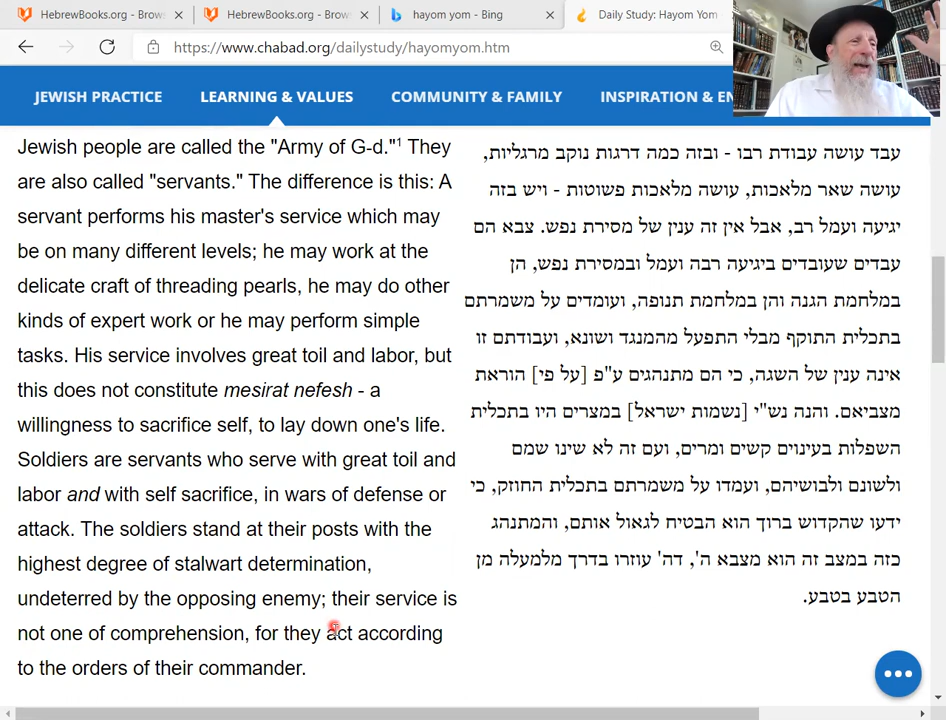 HebrewBooks.org - Brow
HebrewBooks.org - Brow
hayom yom - Bing
Daily Study: Hayom Yom
https://www.chabad.org/dailystudy/hayomyom.htm
JEWISH PRACTICE
LEARNING & VALUES
COMMUNITY & FAMILY
INSPIRATION & EN
Jewish people are called the "Army of G-d."1 They
are also called "servants." The difference is this: A
servant performs his master's service which may
be on many different levels; he may work at the
delicate craft of threading pearls, he may do other
kinds of expert work or he may perform simple
tasks. His service involves great toil and labor, but
this does not constitute mesirat nefesh - a
willingness to sacrifice self, to lay down one's life.
Soldiers are servants who serve with great toil and
labor and with self sacrifice, in wars of defense or
attack. The soldiers stand at their posts with the
highest degree of stalwart determination,
undeterred by the opposing enemy; their service is
not one of comprehension, for they act according
to the orders of their commander.
עבד עושה עבודת רבו - ובזה כמה דרגות נוקב מרגליות,
עושה שאר מלאכות, עושה מלאכות פשוטות - ויש בזה
יגיעה ועמל רב, אבל אין זה ענין של מסירת נפש. צבא הם
עבדים שעובדים ביגיעה רבה ועמל ובמסירת נפש, הן
במלחמת הגנה והן במלחמת תנופה, ועומדים על משמרתם
בתכלית התוקף מבלי התפעל מהמנגד ושונא, ועבודתם זו
אינה ענין של השגה, כי הם מתנהגים ע"פ [על פי] הוראת
מצביאם. והנה נש"י [נשמות ישראל] במצרים היו בתכלית
השפלות בעינוים קשים ומרים, ועם זה לא שינו שמם
ולשונם ולבושיהם, ועמדו על משמרתם בתכלית החוזק, כי
ידעו שהקדוש ברוך הוא הבטיח לגאול אותם, והמתנהג
כזה במצב זה הוא מצבא ה', דה' עוזרו בדרך מלמעלה מן
הטבע בטבע.